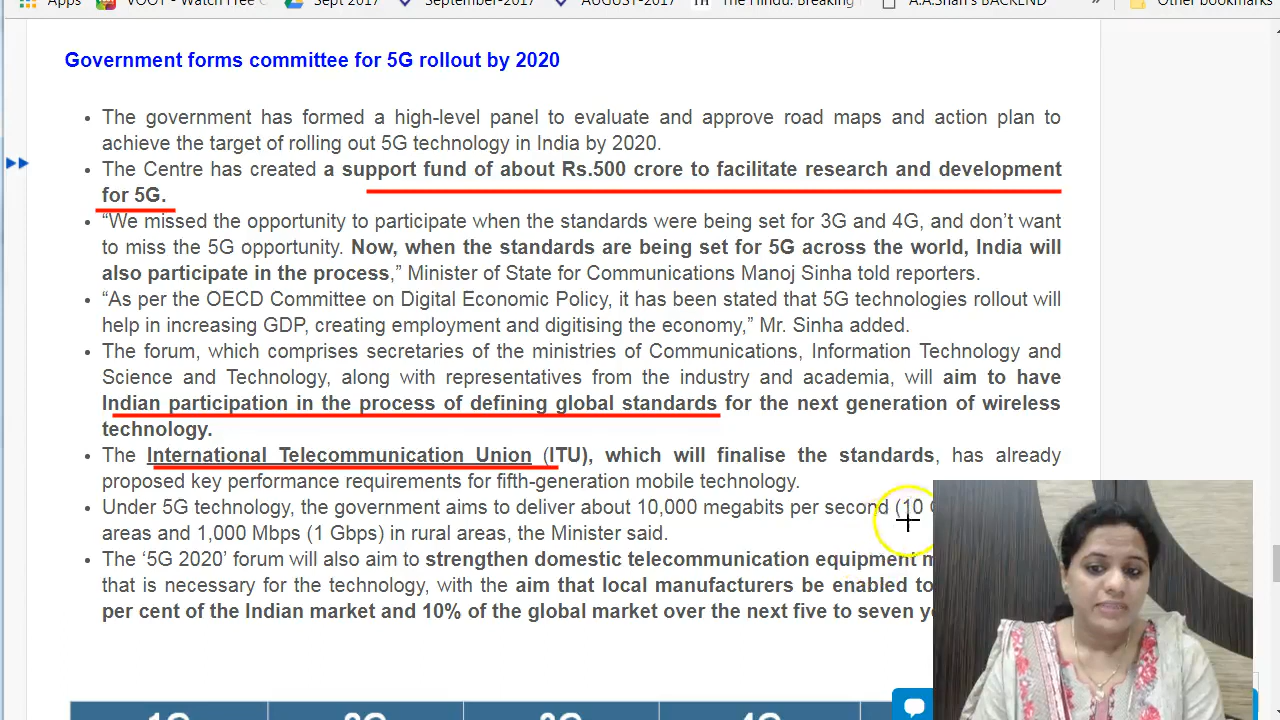 Apps VOOT - Watch Free Sept 2017 September-2017 AUGUST-2017 TH The Hindu: Breaking A.A.Shah's BACKEND » Other bookmarks
Government forms committee for 5G rollout by 2020
• The government has formed a high-level panel to evaluate and approve road maps and action plan to
achieve the target of rolling out 5G technology in India by 2020.
• The Centre has created a support fund of about Rs.500 crore to facilitate research and development
for 5G.
• “We missed the opportunity to participate when the standards were being set for 3G and 4G, and don’t want
to miss the 5G opportunity. Now, when the standards are being set for 5G across the world, India will
also participate in the process,” Minister of State for Communications Manoj Sinha told reporters.
• “As per the OECD Committee on Digital Economic Policy, it has been stated that 5G technologies rollout will
help in increasing GDP, creating employment and digitising the economy,” Mr. Sinha added.
• The forum, which comprises secretaries of the ministries of Communications, Information Technology and
Science and Technology, along with representatives from the industry and academia, will aim to have
Indian participation in the process of defining global standards for the next generation of wireless
technology.
• The International Telecommunication Union (ITU), which will finalise the standards, has already
proposed key performance requirements for fifth-generation mobile technology.
• Under 5G technology, the government aims to deliver about 10,000 megabits per second (10
areas and 1,000 Mbps (1 Gbps) in rural areas, the Minister said.
• The ‘5G 2020’ forum will also aim to strengthen domestic telecommunication equipment
that is necessary for the technology, with the aim that local manufacturers be enabled to
per cent of the Indian market and 10% of the global market over the next five to seven
1G 2G 3G 4G